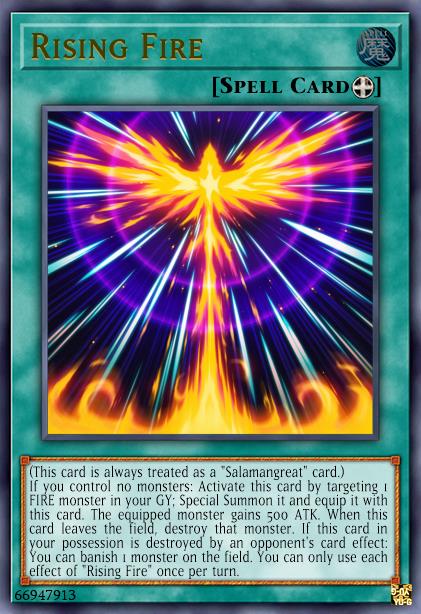 RISING FIRE
魔
[SPELL CARD]
(This card is always treated as a "Salamangreat" card.)
If you control no monsters: Activate this card by targeting 1
FIRE monster in your GY; Special Summon it and equip it with
this card. The equipped monster gains 500 ATK. When this
card leaves the field, destroy that monster. If this card in
your possession is destroyed by an opponent's card effect:
You can banish 1 monster on the field. You can only use each
effect of "Rising Fire" once per turn.
66947913